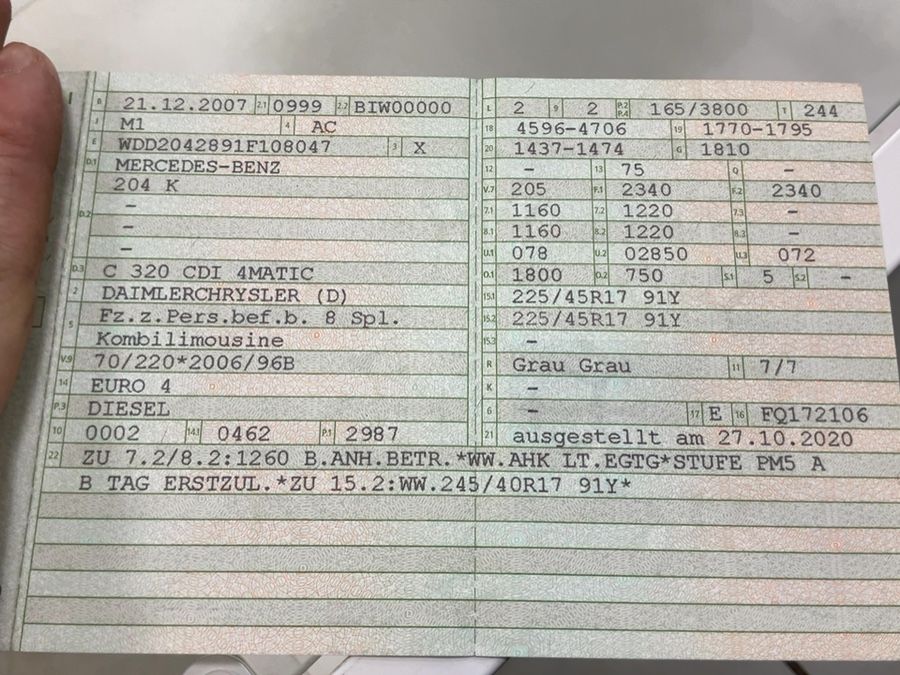 B 21.12.2007 2.1 0999 2.2 BIW00000
J M1 4 AC
E WDD2042891F108047 3 X
D.1 MERCEDES-BENZ
204 K
D.2 –
–
–
D.3 C 320 CDI 4MATIC
2 DAIMLERCHRYSLER (D)
5 Fz.z.Pers.bef.b. 8 Spl.
Kombilimousine
V.9 70/220*2006/96B
14 EURO 4
P.3 DIESEL
10 0002 14.1 0462 P.1 2987
L 2 9 2 P.2 P.4 165/3800 T 244
18 4596–4706 19 1770–1795
20 1437–1474 G 1810
12 – 13 75 Q –
V.7 205 F.1 2340 F.2 2340
7.1 1160 7.2 1220 7.3 –
8.1 1160 8.2 1220 8.3 –
U.1 078 U.2 02850 U.3 072
O.1 1800 O.2 750 S.1 5 S.2 –
15.1 225/45R17 91Y
15.2 225/45R17 91Y
15.3 –
R Grau Grau 11 7/7
K –
6 – 17 E 16 FQ172106
21 ausgestellt am 27.10.2020
22 ZU 7.2/8.2:1260 B.ANH.BETR.*WW.AHK LT.EGTG*STUFE PM5 A
B TAG ERSTZUL.*ZU 15.2:WW.245/40R17 91Y*